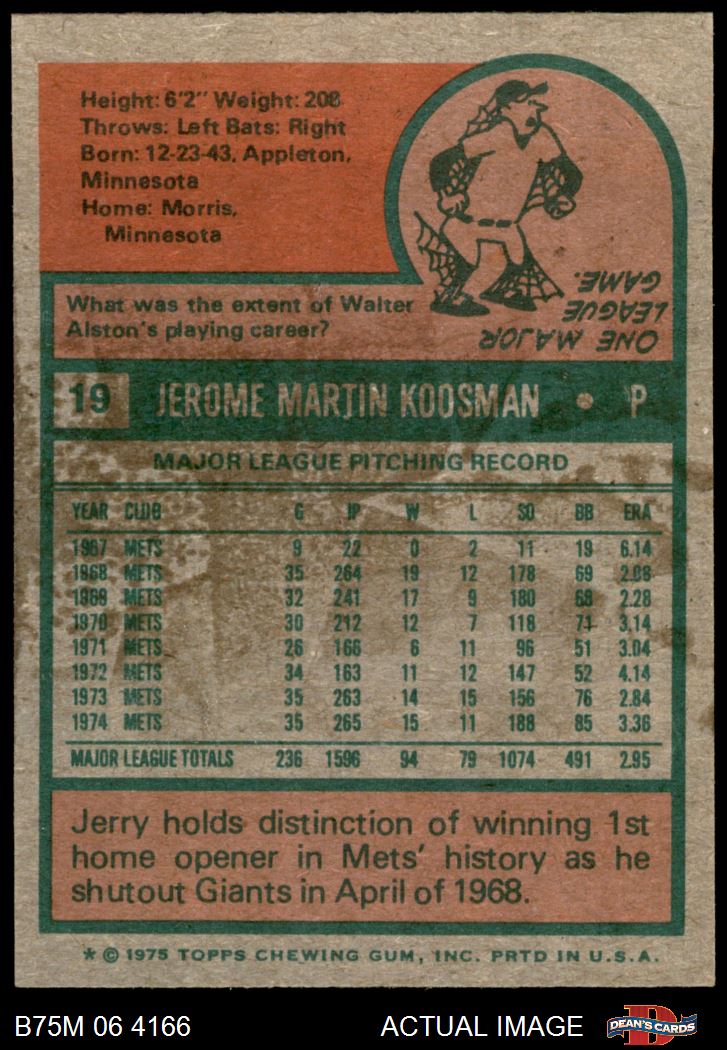 Height: 6'2" Weight: 208
Throws: Left Bats: Right
Born: 12-23-43, Appleton,
Minnesota
Home: Morris,
Minnesota
What was the extent of Walter
Alston's playing career?
ONE MAJOR
LEAGUE
GAME.
19 JEROME MARTIN KOOSMAN • P
MAJOR LEAGUE PITCHING RECORD
YEAR CLUB G IP W L SO BB ERA
1967 METS 9 22 0 2 11 19 6.14
1968 METS 35 264 19 12 178 69 2.08
1969 METS 32 241 17 9 180 68 2.28
1970 METS 30 212 12 7 118 71 3.14
1971 METS 26 166 6 11 96 51 3.04
1972 METS 34 163 11 12 147 52 4.14
1973 METS 35 263 14 15 156 76 2.84
1974 METS 35 265 15 11 188 85 3.36
MAJOR LEAGUE TOTALS 236 1596 94 79 1074 491 2.95
Jerry holds distinction of winning 1st
home opener in Mets' history as he
shutout Giants in April of 1968.
* © 1975 TOPPS CHEWING GUM, INC. PRTD IN U.S.A.
B75M 06 4166 ACTUAL IMAGE DEAN'S CARDS